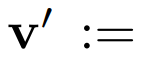 𝐯′ :=